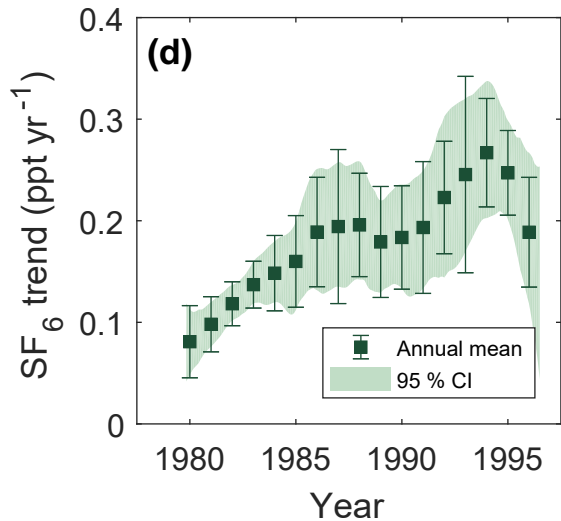 (d)
SF6 trend (ppt yr-1)
0.4
0.3
0.2
0.1
0
Annual mean
95 % CI
1980 1985 1990 1995
Year